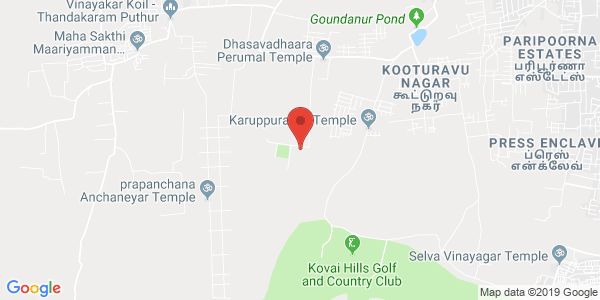 Vinayakar Koil -
Thandakaram Puthur
Goundanur Pond
Maha Sakthi
Maariyamman...
Dhasavadhaara
Perumal Temple
PARIPOORNA
ESTATES
பரிபூர்ணா
எஸ்டேட்ஸ்
KOOTURAVU
NAGAR
கூட்டுறவு
நகர்
Karuppura
Temple
PRESS ENCLAVE
ப்ரெஸ்
என்க்லேவ்
prapanchana
Anchaneyar Temple
Kovai Hills Golf
and Country Club
Selva Vinayagar Temple
Google
Map data ©2019 Google